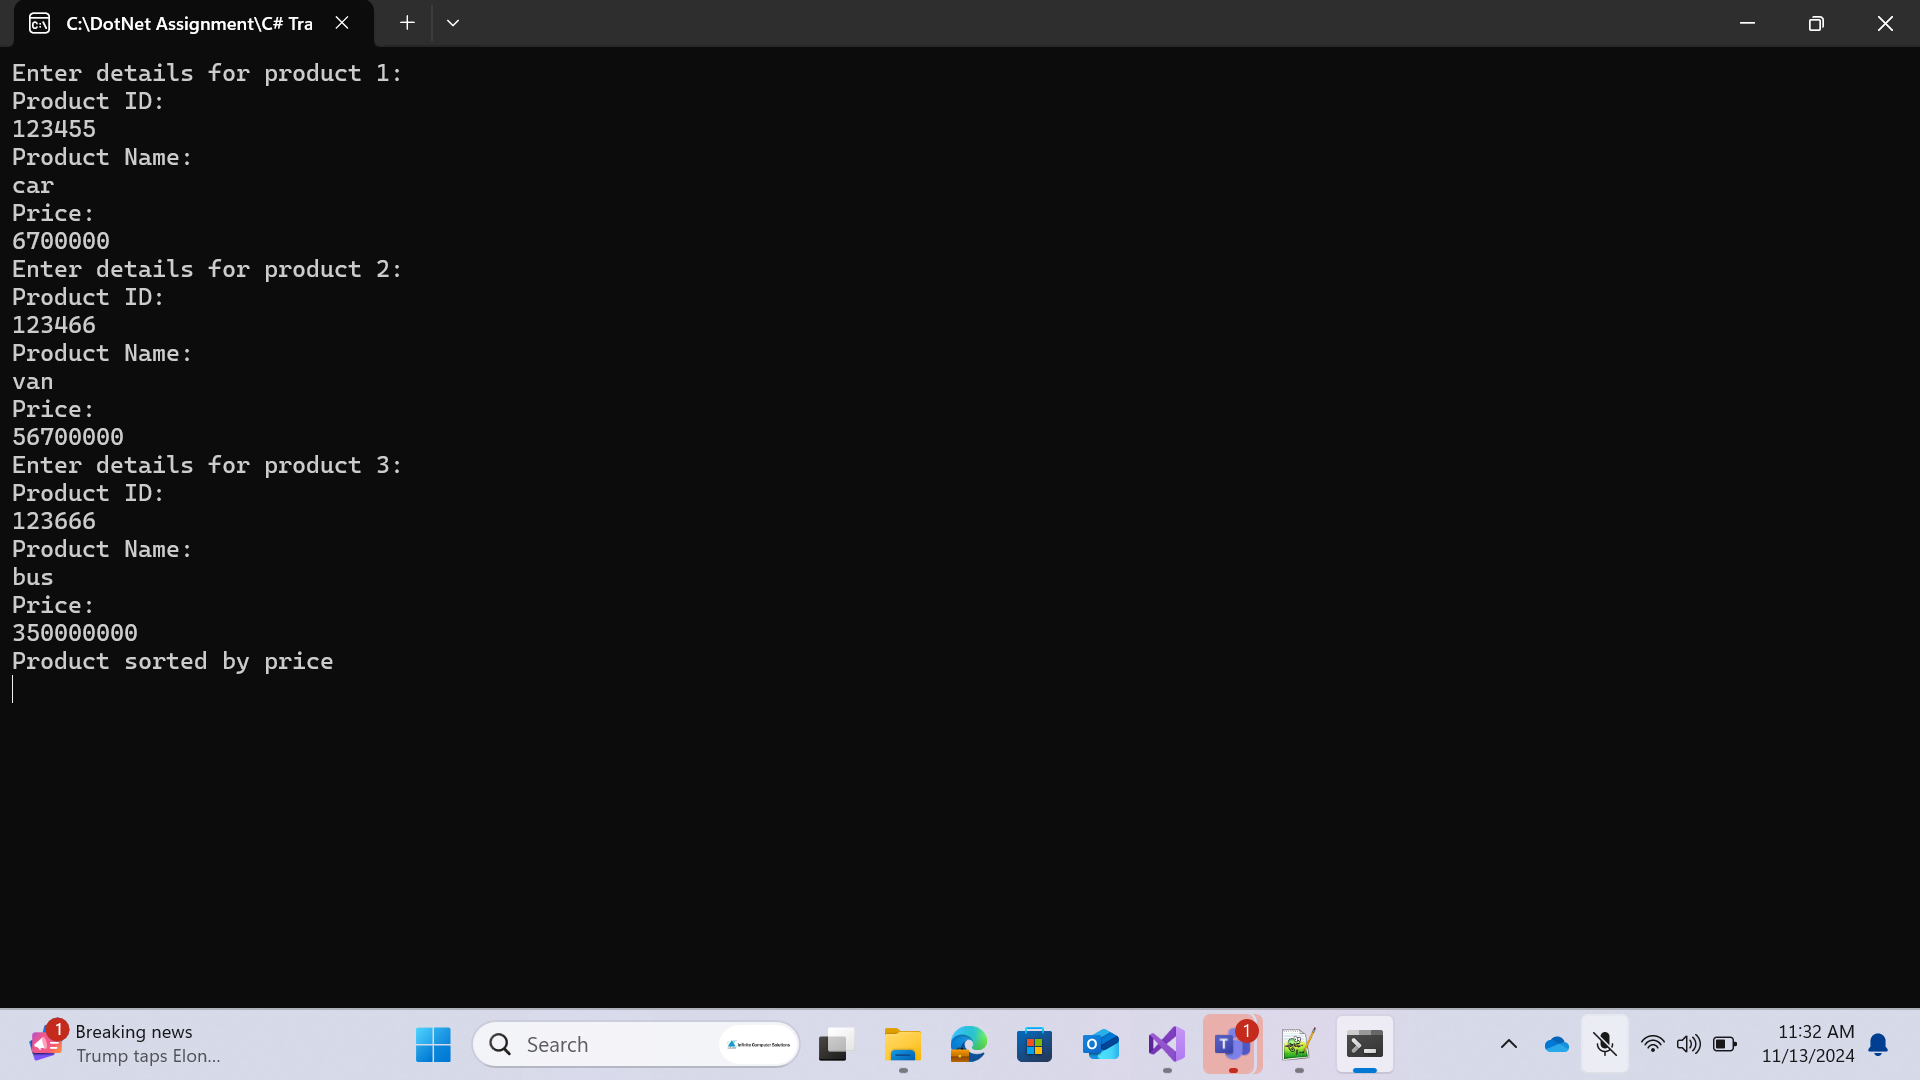 C:\DotNet Assignment\C# Tra
Enter details for product 1:
Product ID:
123455
Product Name:
car
Price:
6700000
Enter details for product 2:
Product ID:
123466
Product Name:
van
Price:
56700000
Enter details for product 3:
Product ID:
123666
Product Name:
bus
Price:
350000000
Product sorted by price
1
Breaking news
Trump taps Elon...
Search
Infinite Computer Solutions
1
11:32 AM
11/13/2024